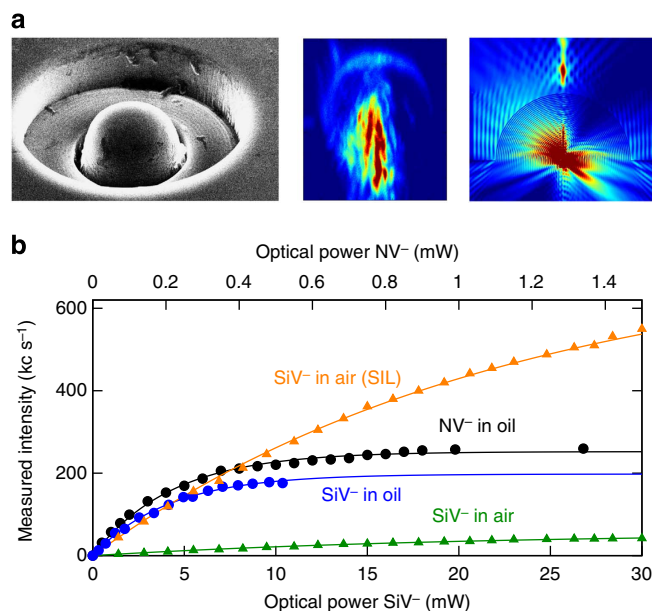 a
b
Optical power NV⁻ (mW)
0 0.2 0.4 0.6 0.8 1 1.2 1.4
600
400
200
0
Measured intensity (kc s⁻¹)
SiV⁻ in air (SIL)
NV⁻ in oil
SiV⁻ in oil
SiV⁻ in air
0 5 10 15 20 25 30
Optical power SiV⁻ (mW)